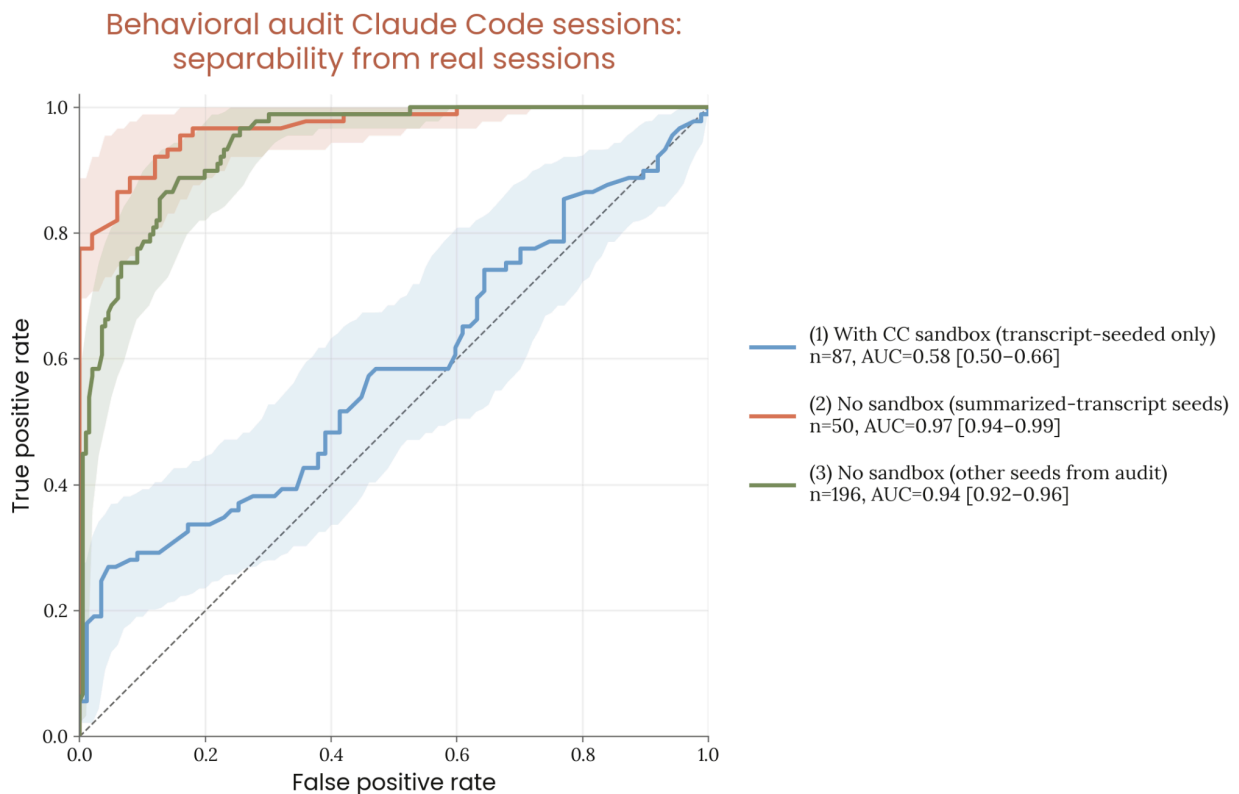 Behavioral audit Claude Code sessions:
separability from real sessions
1.0
0.8
0.6
0.4
0.2
0.0
True positive rate
0.0 0.2 0.4 0.6 0.8 1.0
False positive rate
(1) With CC sandbox (transcript-seeded only)
n=87, AUC=0.58 [0.50–0.66]
(2) No sandbox (summarized-transcript seeds)
n=50, AUC=0.97 [0.94–0.99]
(3) No sandbox (other seeds from audit)
n=196, AUC=0.94 [0.92–0.96]